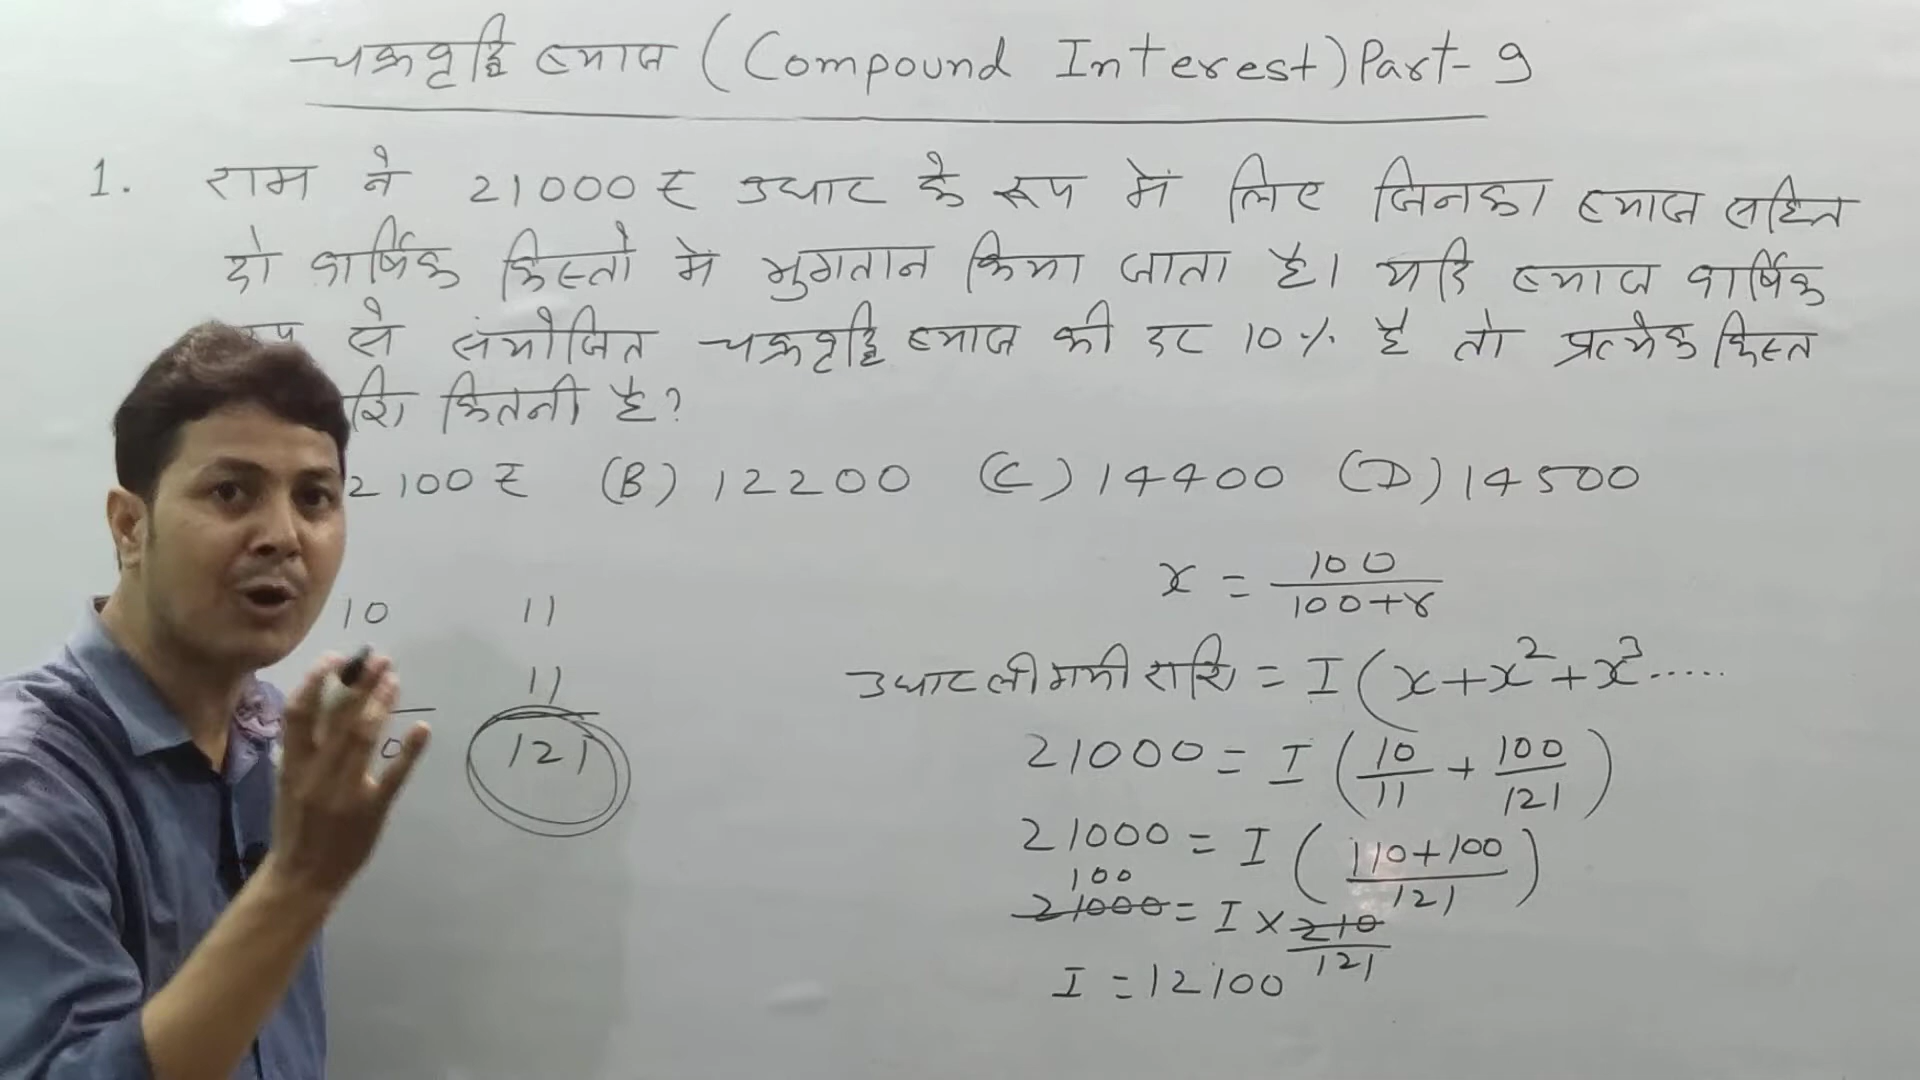 चक्रवृद्धि ब्याज (Compound Interest) Part-9
1. राम ने 21000 ₹ उधार के रूप में लिए जिनका ब्याज सहित
दो वार्षिक किस्तो में भुगतान किया जाता है। यदि ब्याज वार्षिक
से संयोजित चक्रवृद्धि ब्याज की दर 10% है तो प्रत्येक किस्त
कितनी है?
2100 ₹ (B) 12200 (C) 14400 (D) 14500
10 11
11
0 121
x = 100/100+r
उधार ली गयी राशि = I(x+x²+x³.....
21000 = I(10/11 + 100/121)
21000 = I(110+100/121)
100
21000 = I × 210/121
I = 12100